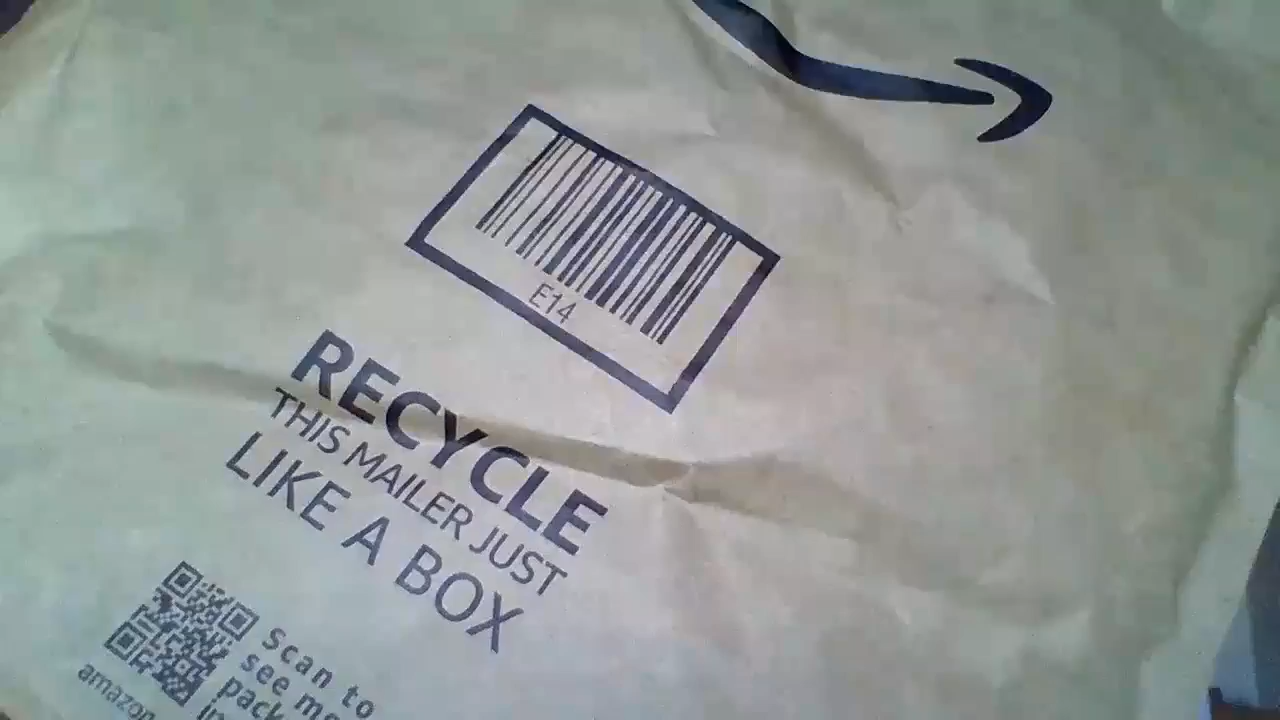 E14
RECYCLE
THIS MAILER JUST
LIKE A BOX
Scan to
see
amazon